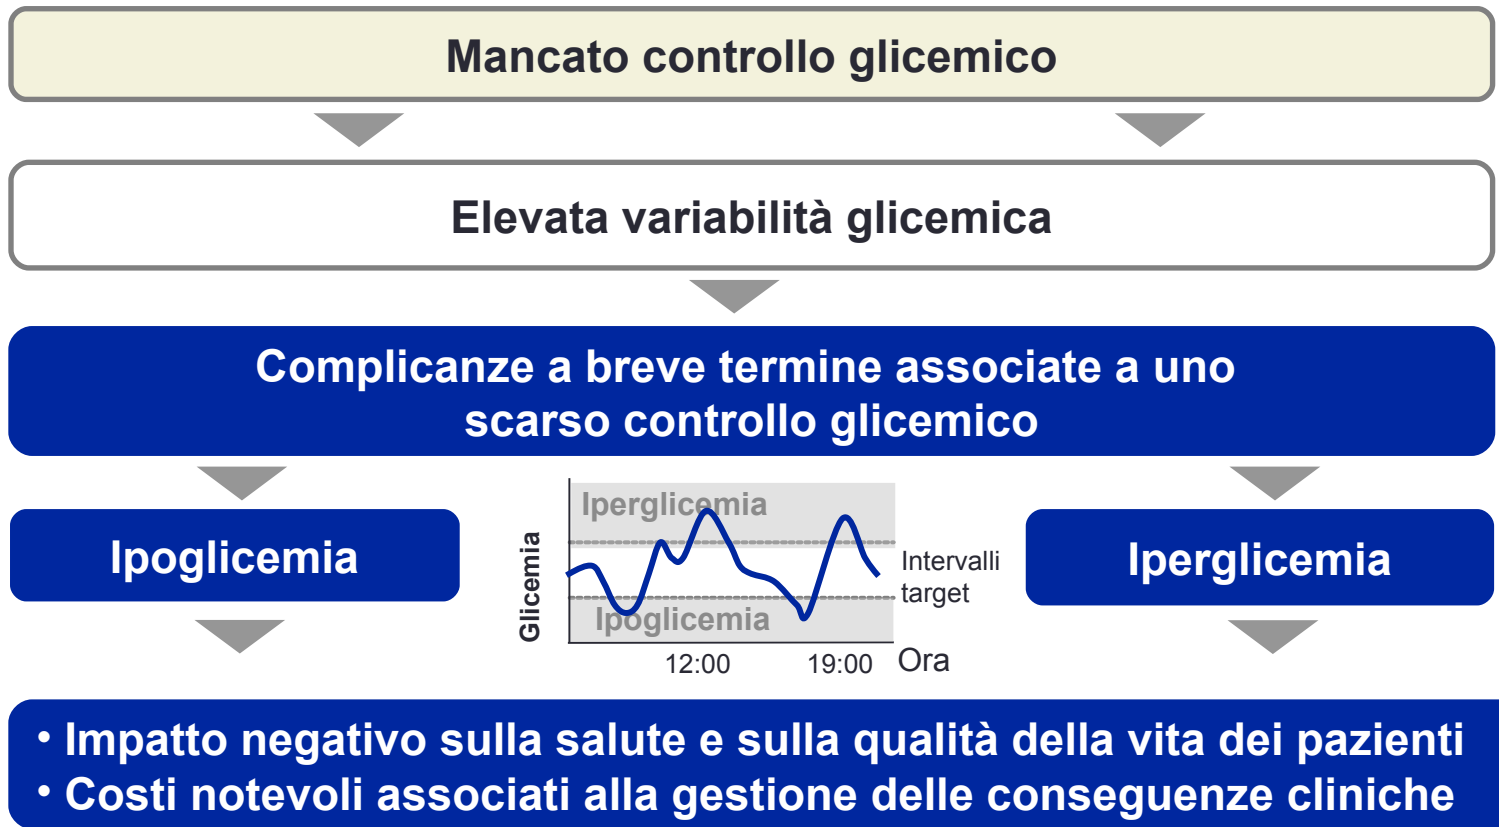 Mancato controllo glicemico
Elevata variabilità glicemica
Complicanze a breve termine associate a uno
scarso controllo glicemico
Ipoglicemia
Glicemia
Iperglicemia
Ipoglicemia
Intervalli
target
12:00
19:00
Ora
Iperglicemia
• Impatto negativo sulla salute e sulla qualità della vita dei pazienti
• Costi notevoli associati alla gestione delle conseguenze cliniche